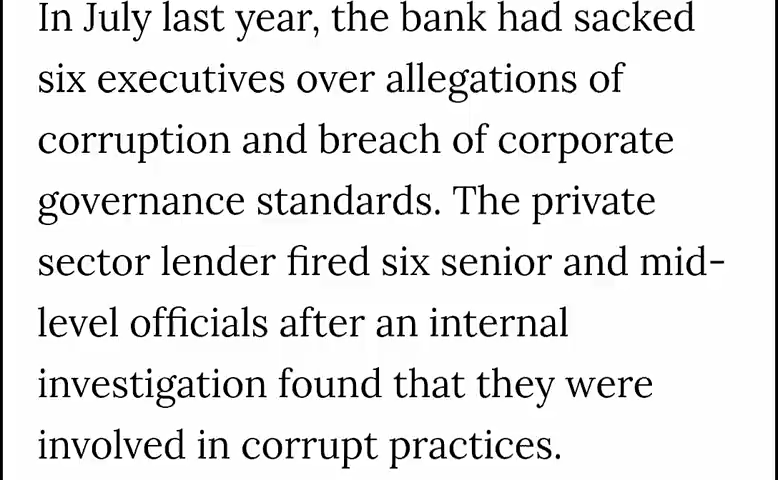 In July last year, the bank had sacked
six executives over allegations of
corruption and breach of corporate
governance standards. The private
sector lender fired six senior and mid-
level officials after an internal
investigation found that they were
involved in corrupt practices.